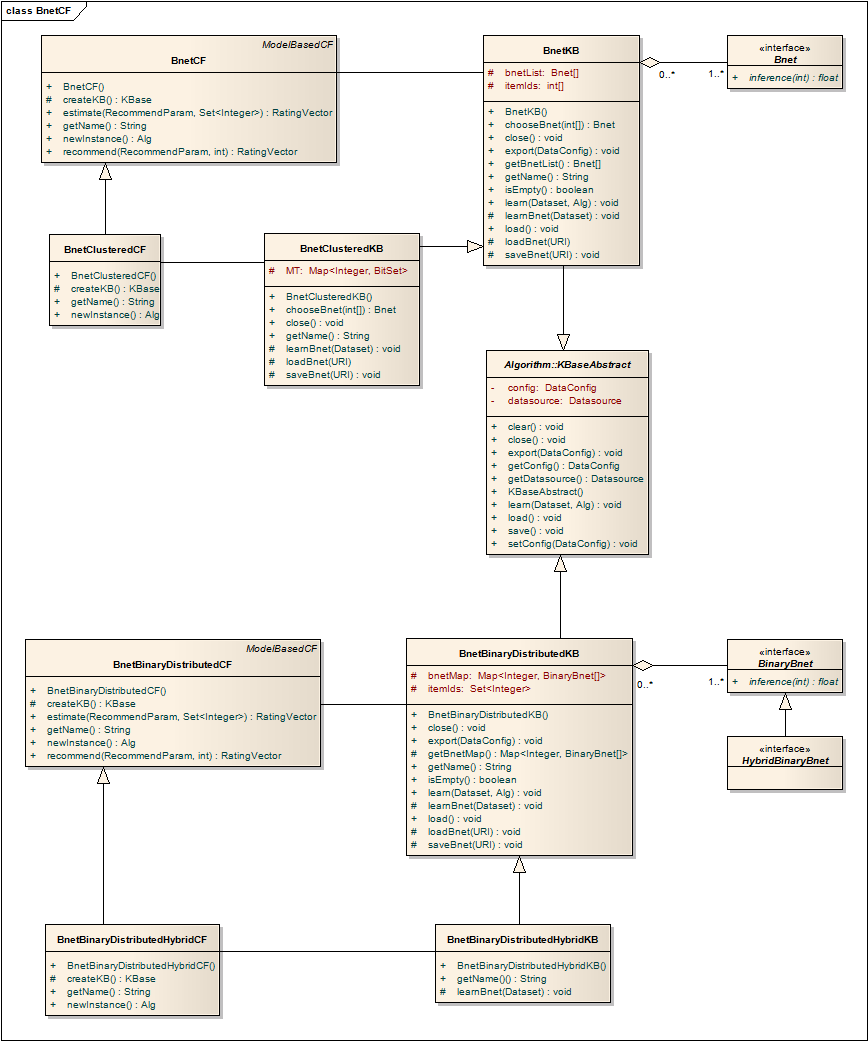 class BnetCF
ModelBasedCF
BnetCF
+ BnetCF()
# createKB() : KBase
+ estimate(RecommendParam, Set<Integer>) : RatingVector
+ getName() : String
+ newInstance() : Alg
+ recommend(RecommendParam, int) : RatingVector
BnetKB
# bnetList: Bnet[]
# itemIds: int[]
+ BnetKB()
+ chooseBnet(int[]) : Bnet
+ close() : void
+ export(DataConfig) : void
+ getBnetList() : Bnet[]
+ getName() : String
+ isEmpty() : boolean
+ learn(Dataset, Alg) : void
# learnBnet(Dataset) : void
+ load() : void
# loadBnet(URI)
# saveBnet(URI) : void
0..*
1..*
«interface»
Bnet
+ inference(int) : float
BnetClusteredCF
+ BnetClusteredCF()
# createKB() : KBase
+ getName() : String
+ newInstance() : Alg
BnetClusteredKB
# MT: Map<Integer, BitSet>
+ BnetClusteredKB()
+ chooseBnet(int[]) : Bnet
+ close() : void
+ getName() : String
# learnBnet(Dataset) : void
# loadBnet(URI)
# saveBnet(URI) : void
Algorithm::KBaseAbstract
- config: DataConfig
- datasource: Datasource
+ clear() : void
+ close() : void
+ export(DataConfig) : void
+ getConfig() : DataConfig
+ getDatasource() : Datasource
+ KBaseAbstract()
+ learn(Dataset, Alg) : void
+ load() : void
+ save() : void
+ setConfig(DataConfig) : void
ModelBasedCF
BnetBinaryDistributedCF
+ BnetBinaryDistributedCF()
# createKB() : KBase
+ estimate(RecommendParam, Set<Integer>) : RatingVector
+ getName() : String
+ newInstance() : Alg
+ recommend(RecommendParam, int) : RatingVector
BnetBinaryDistributedKB
# bnetMap: Map<Integer, BinaryBnet[]>
# itemIds: Set<Integer>
+ BnetBinaryDistributedKB()
+ close() : void
+ export(DataConfig) : void
# getBnetMap() : Map<Integer, BinaryBnet[]>
+ getName() : String
+ isEmpty() : boolean
+ learn(Dataset, Alg) : void
# learnBnet(Dataset) : void
+ load() : void
# loadBnet(URI) : void
# saveBnet(URI) : void
0..*
1..*
«interface»
BinaryBnet
+ inference(int) : float
«interface»
HybridBinaryBnet
BnetBinaryDistributedHybridCF
+ BnetBinaryDistributedHybridCF()
# createKB() : KBase
+ getName() : String
+ newInstance() : Alg
BnetBinaryDistributedHybridKB
+ BnetBinaryDistributedHybridKB()
+ getName()() : String
# learnBnet(Dataset) : void